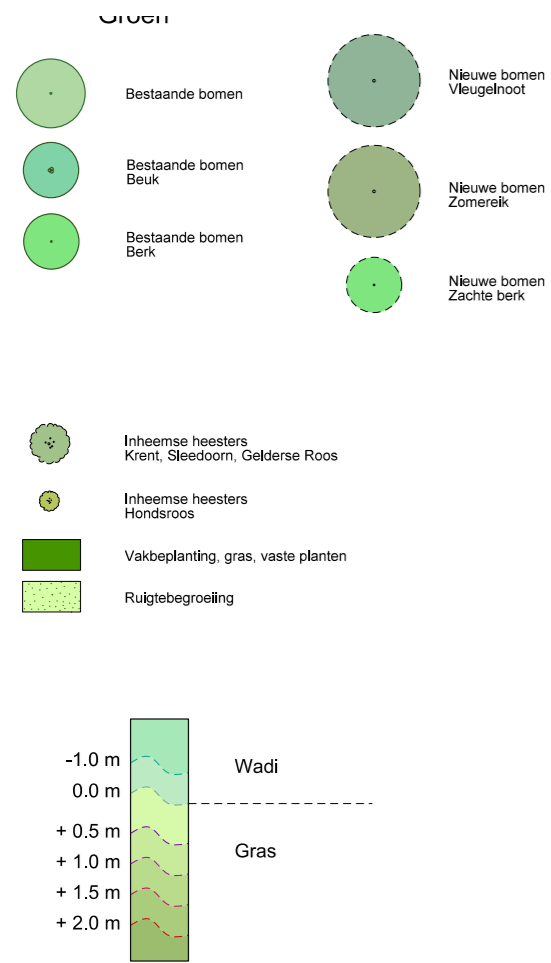 Groen
Bestaande bomen
Bestaande bomen
Beuk
Bestaande bomen
Berk
Nieuwe bomen
Vleugelnoot
Nieuwe bomen
Zomereik
Nieuwe bomen
Zachte berk
Inheemse heesters
Krent, Sleedoorn, Gelderse Roos
Inheemse heesters
Hondsroos
Vakbeplanting, gras, vaste planten
Ruigtebegroeiing
-1.0 m
Wadi
0.0 m
+ 0.5 m
Gras
+ 1.0 m
+ 1.5 m
+ 2.0 m